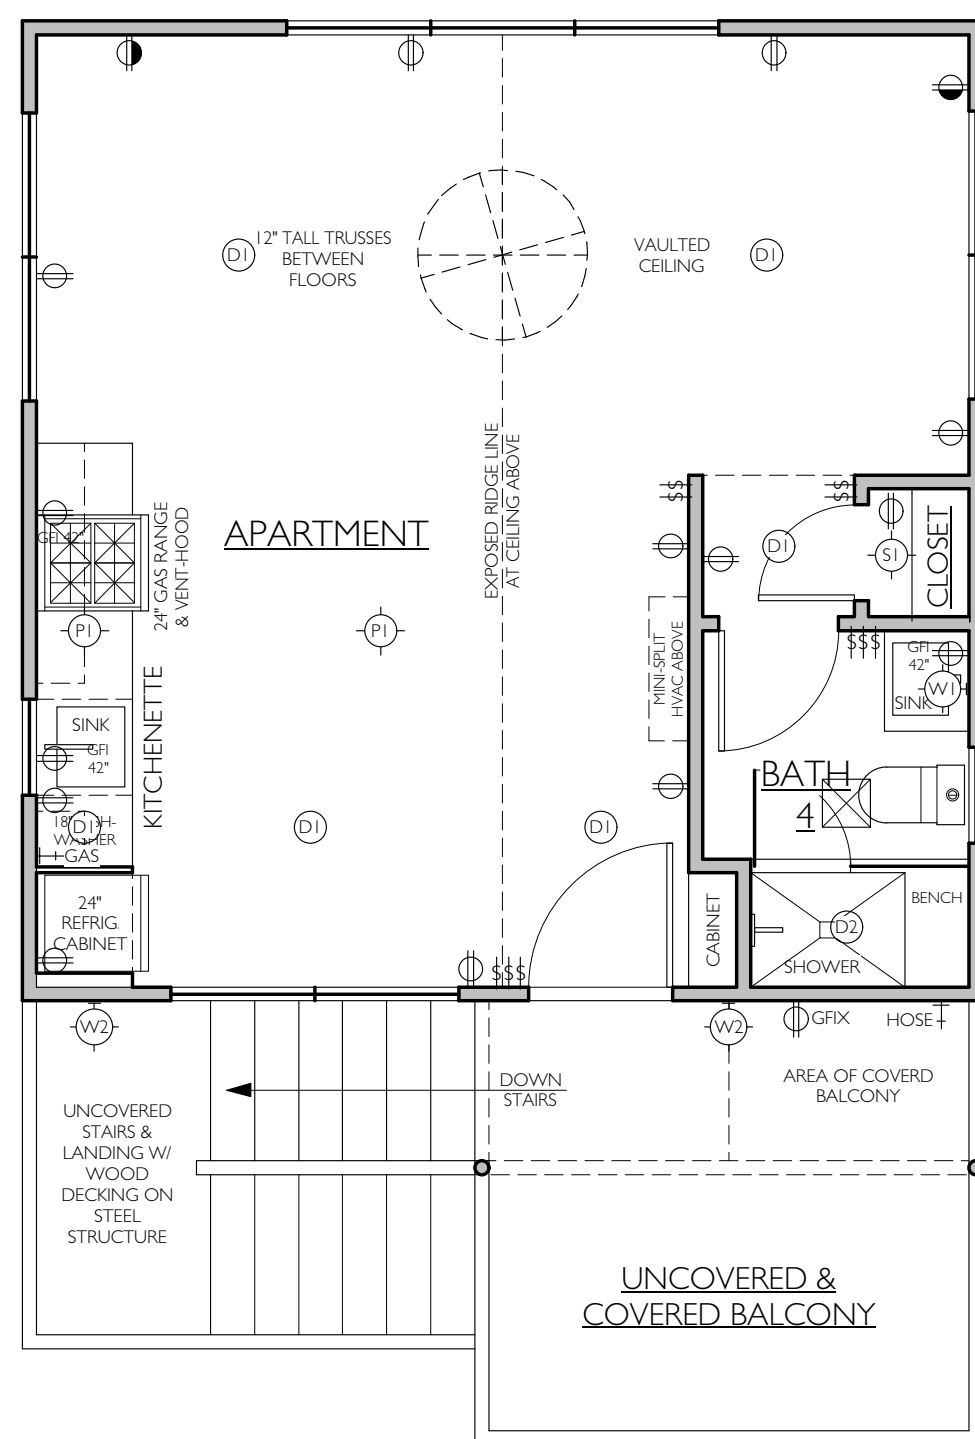 12" TALL TRUSSES
BETWEEN
FLOORS
D1
VAULTED
CEILING
D1
EXPOSED RIDGE LINE
AT CEILING ABOVE
APARTMENT
24" GAS RANGE
& VENT-HOOD
GFI 42"
P1
P1
$$
$$
D1
S1
CLOSET
MINI-SPLIT
HVAC ABOVE
$$$
GFI
42"
W1
SINK
KITCHENETTE
SINK
GFI
42"
BATH
4
D1
D1
D1
GAS
24"
REFRIG.
CABINET
CABINET
BENCH
D2
SHOWER
$$$
W2
W2
GFIX
HOSE
DOWN
STAIRS
AREA OF COVERD
BALCONY
UNCOVERED
STAIRS &
LANDING W/
WOOD
DECKING ON
STEEL
STRUCTURE
UNCOVERED &
COVERED BALCONY